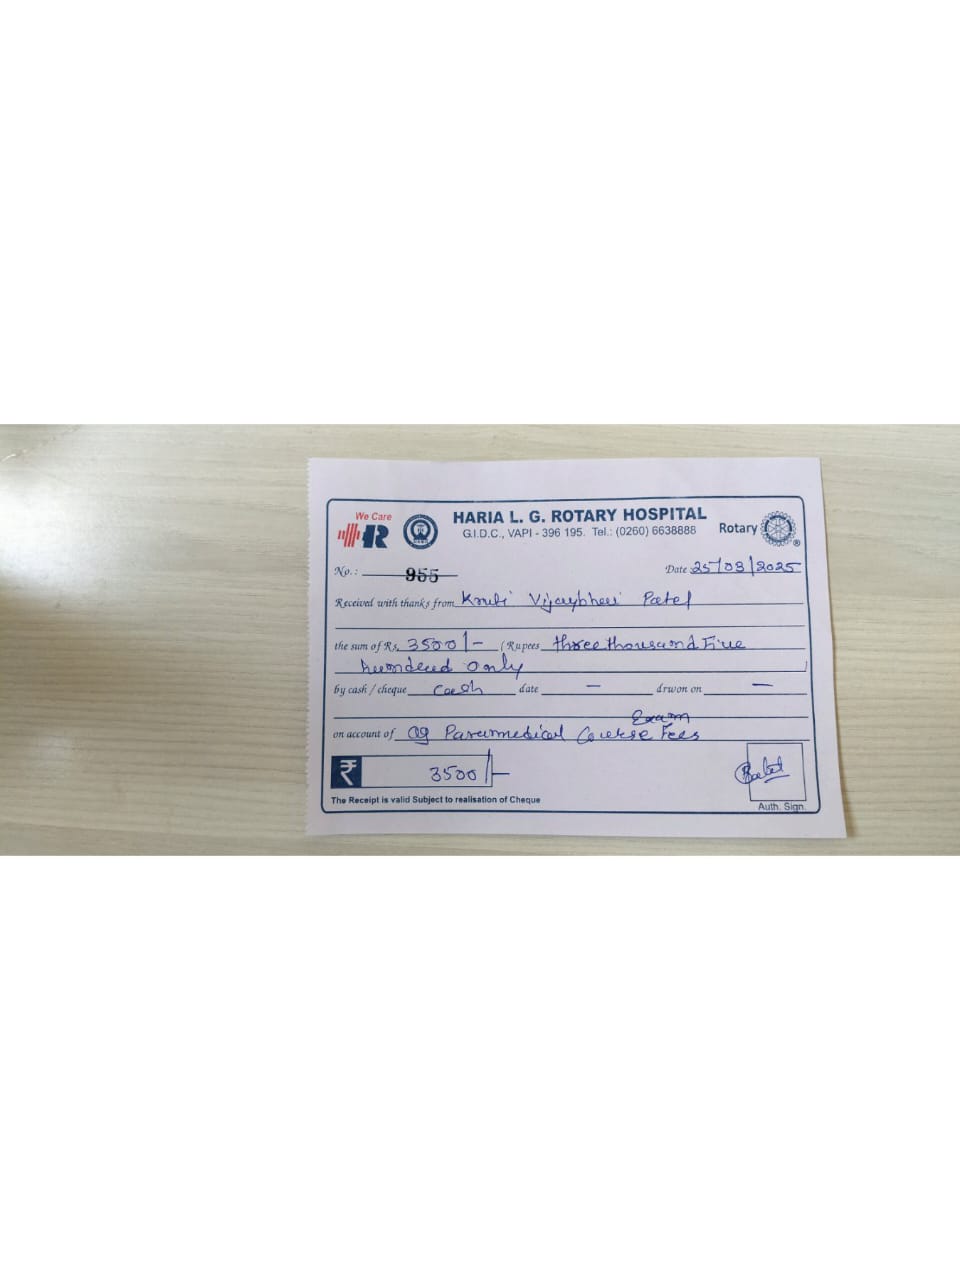 We Care
HARIA L. G. ROTARY HOSPITAL
G.I.D.C., VAPI - 396 195. Tel.: (0260) 6638888
Rotary
No.: 955
Date 25/03/2025
Received with thanks from Vijaybhai Patel
the sum of Rs. 3500/- (Rupees three thousand Five
hundred only
by cash / cheque cash date — drwon on —
Exam
on account of Paramedical Course Fees
₹ 3500/-
The Receipt is valid Subject to realisation of Cheque
Auth. Sign.